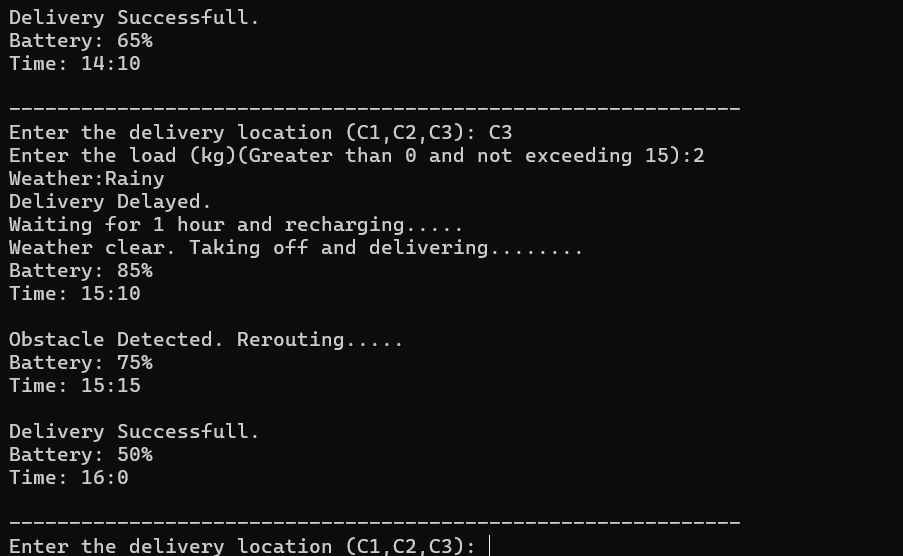 Delivery Successfull.
Battery: 65%
Time: 14:10
-------------------------------------------------------------
Enter the delivery location (C1,C2,C3): C3
Enter the load (kg)(Greater than 0 and not exceeding 15):2
Weather:Rainy
Delivery Delayed.
Waiting for 1 hour and recharging.....
Weather clear. Taking off and delivering........
Battery: 85%
Time: 15:10
Obstacle Detected. Rerouting.....
Battery: 75%
Time: 15:15
Delivery Successfull.
Battery: 50%
Time: 16:0
-------------------------------------------------------------
Enter the delivery location (C1,C2,C3):